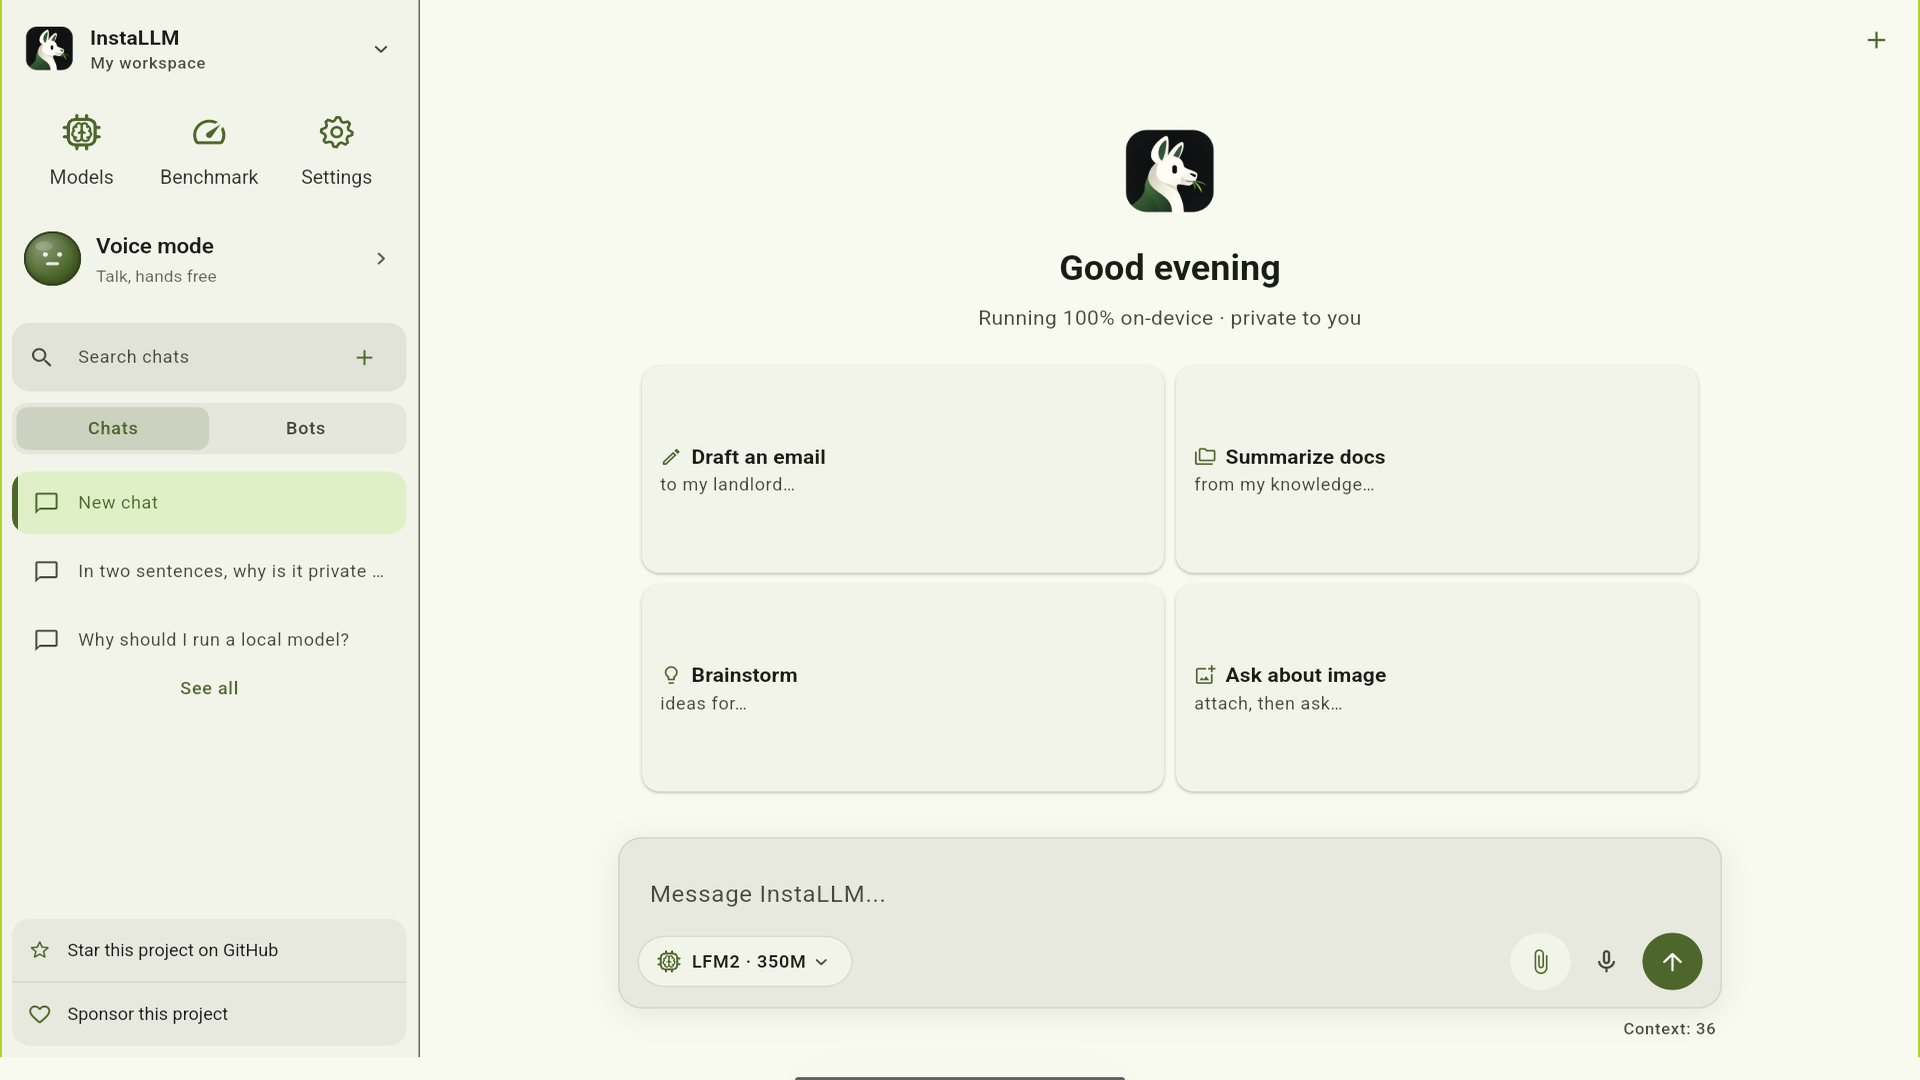 InstaLLM
My workspace
Models
Benchmark
Settings
Voice mode
Talk, hands free
Search chats
Chats
Bots
New chat
In two sentences, why is it private …
Why should I run a local model?
See all
Star this project on GitHub
Sponsor this project
Good evening
Running 100% on-device · private to you
Draft an email
to my landlord…
Summarize docs
from my knowledge…
Brainstorm
ideas for…
Ask about image
attach, then ask…
Message InstaLLM...
LFM2 · 350M
Context: 36